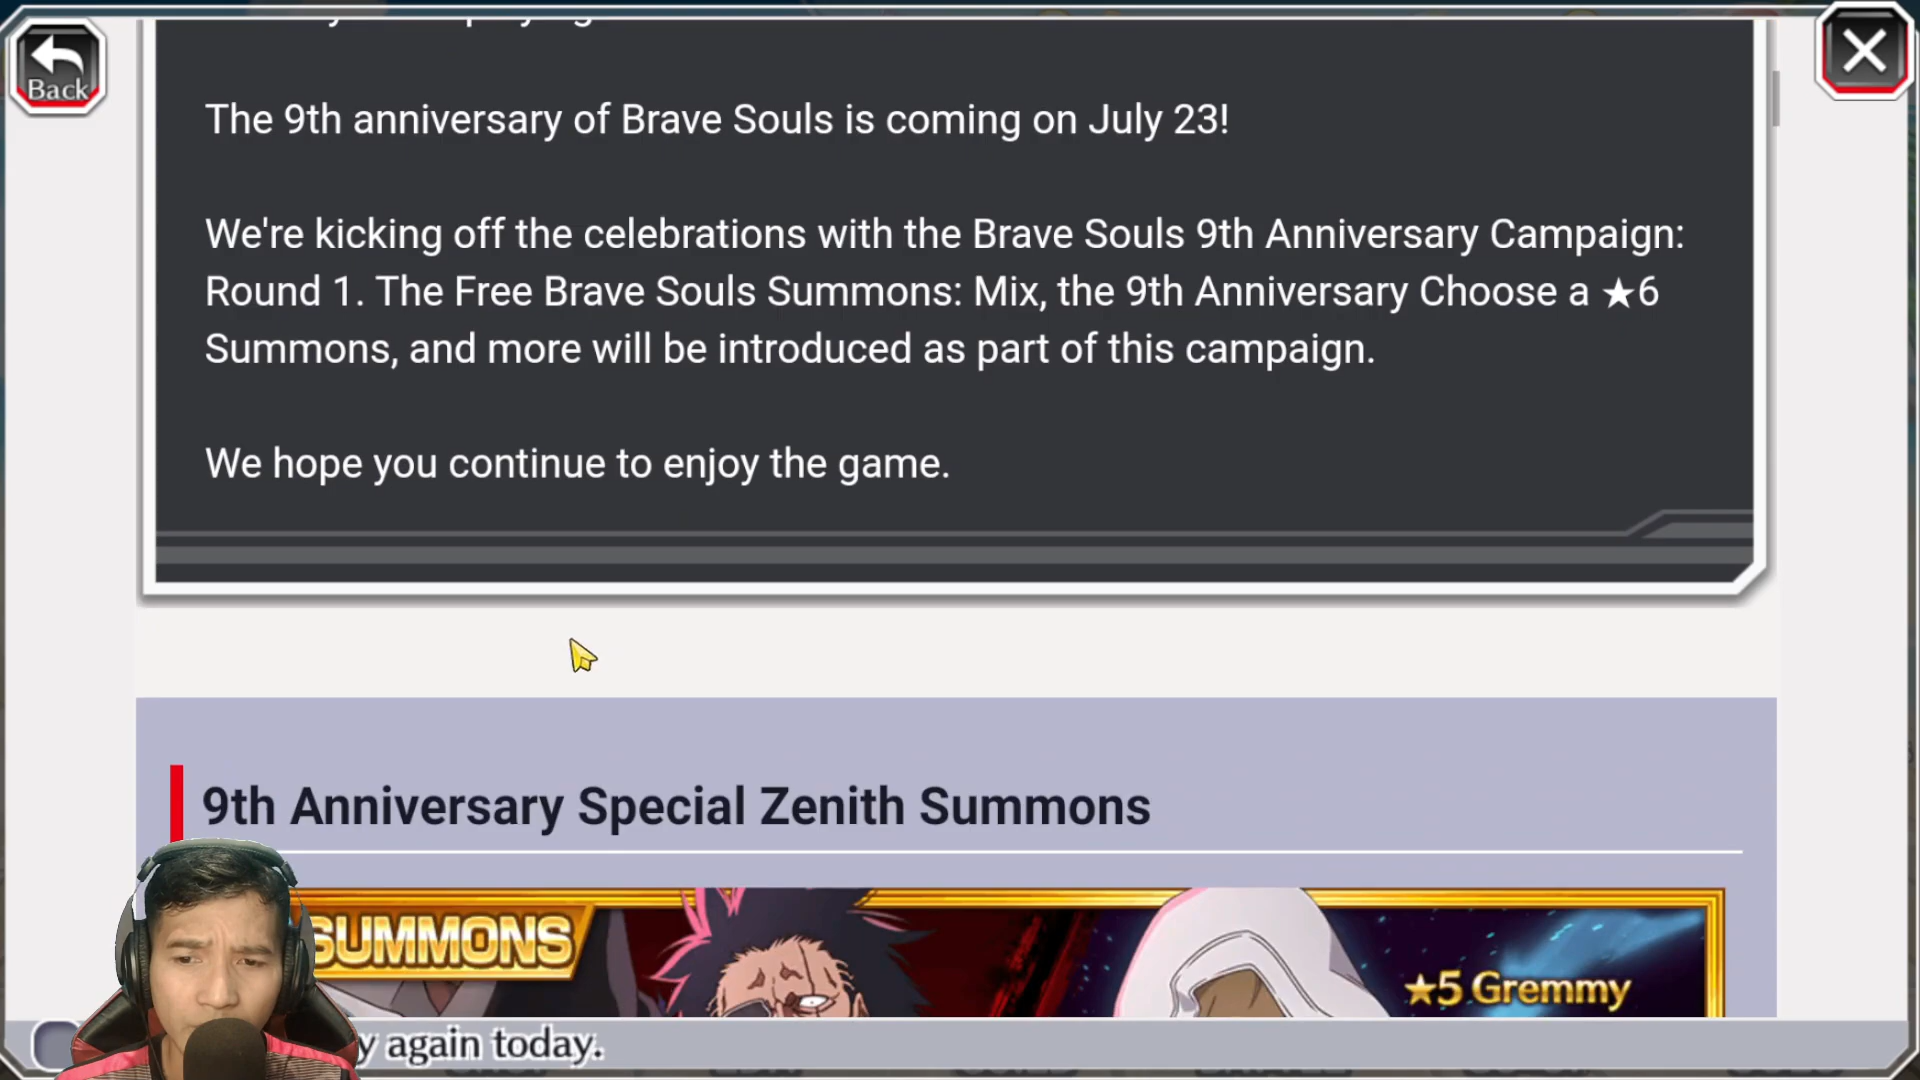 Back
The 9th anniversary of Brave Souls is coming on July 23!
We're kicking off the celebrations with the Brave Souls 9th Anniversary Campaign:
Round 1. The Free Brave Souls Summons: Mix, the 9th Anniversary Choose a ★6
Summons, and more will be introduced as part of this campaign.
We hope you continue to enjoy the game.
9th Anniversary Special Zenith Summons
SUMMONS
★5 Gremmy
again today.